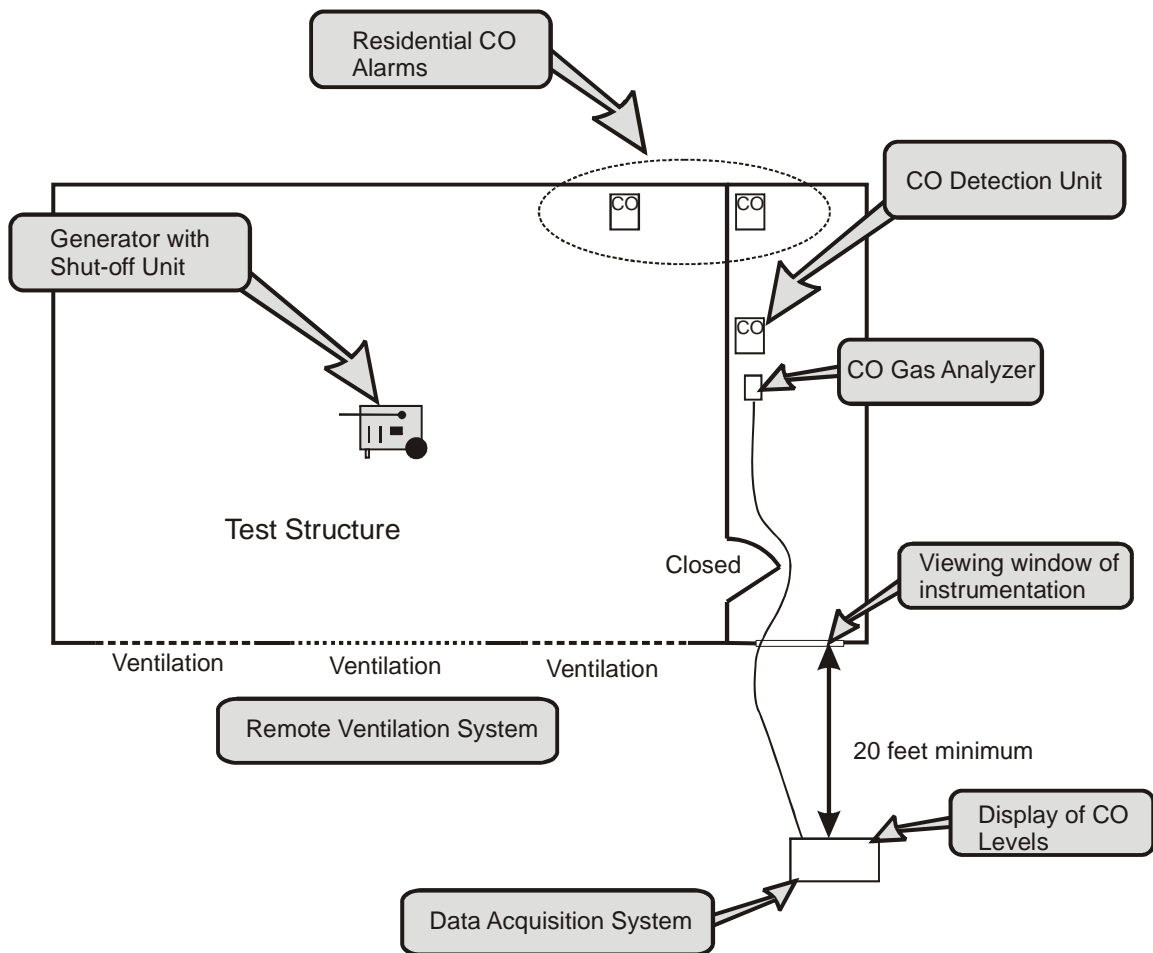 Residential CO
Alarms
CO Detection Unit
CO
CO
Generator with
Shut-off Unit
CO
CO Gas Analyzer
Test Structure
Closed
Viewing window of
instrumentation
Ventilation
Ventilation
Ventilation
Remote Ventilation System
20 feet minimum
Display of CO
Levels
Data Acquisition System